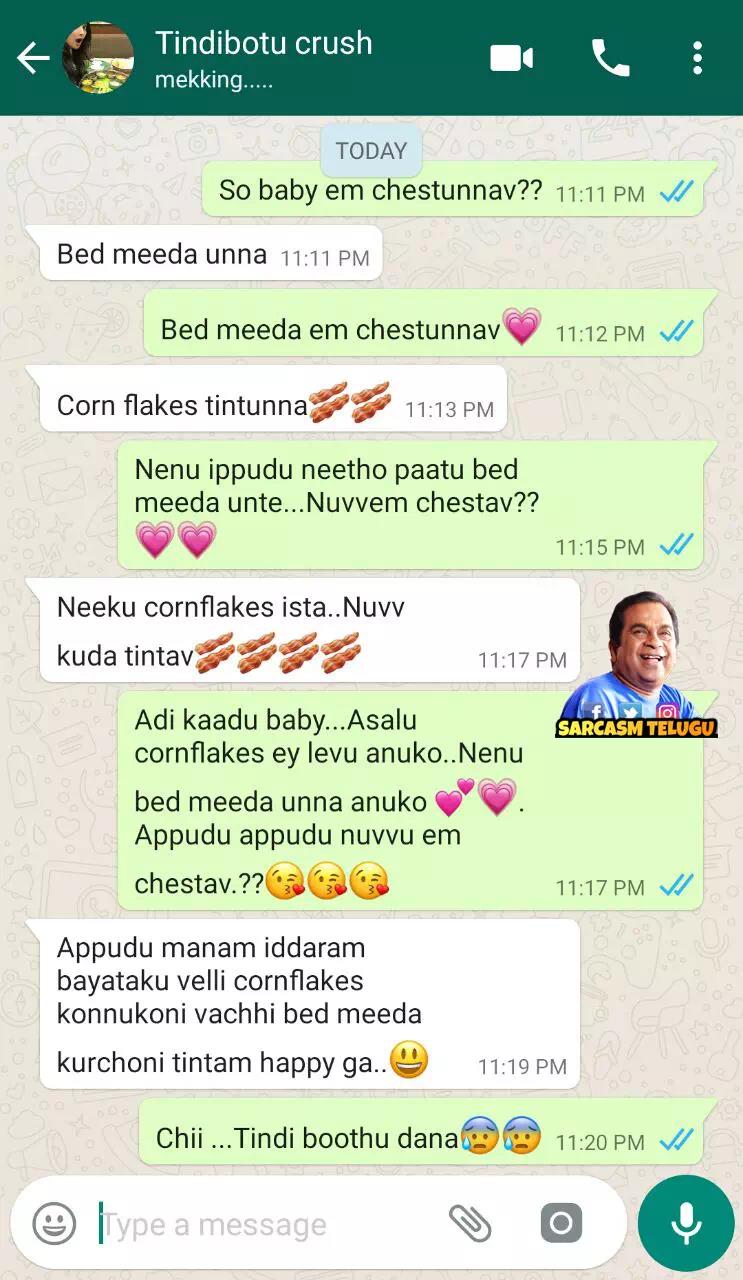 Tindibotu crush
mekking.....
TODAY
So baby em chestunnav?? 11:11 PM
Bed meeda unna 11:11 PM
Bed meeda em chestunnav💗 11:12 PM
Corn flakes tintunna🥓🥓 11:13 PM
Nenu ippudu neetho paatu bed
meeda unte...Nuvvem chestav??
💗💗 11:15 PM
Neeku cornflakes ista..Nuvv
kuda tintav🥓🥓🥓🥓 11:17 PM
SARCASM TELUGU
Adi kaadu baby...Asalu
cornflakes ey levu anuko..Nenu
bed meeda unna anuko 💕💗.
Appudu appudu nuvvu em
chestav.??😘😘😘 11:17 PM
Appudu manam iddaram
bayataku velli cornflakes
konnukoni vachhi bed meeda
kurchoni tintam happy ga..😃 11:19 PM
Chii ...Tindi boothu dana😰😰 11:20 PM
Type a message